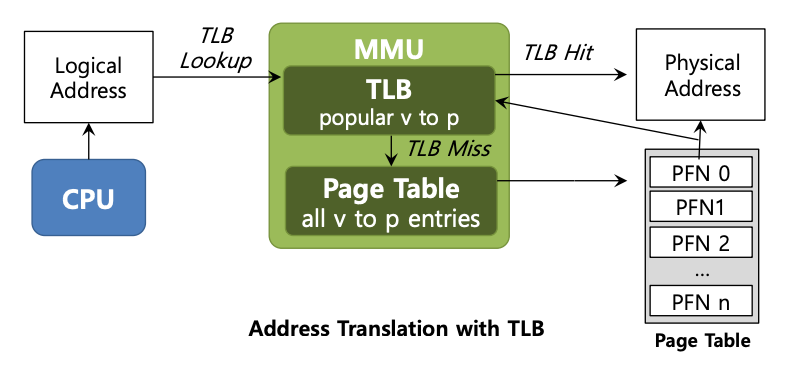 TLB
Lookup
MMU
TLB Hit
Logical
Address
TLB
popular v to p
Physical
Address
TLB Miss
CPU
Page Table
all v to p entries
PFN 0
PFN1
PFN 2
...
PFN n
Address Translation with TLB
Page Table